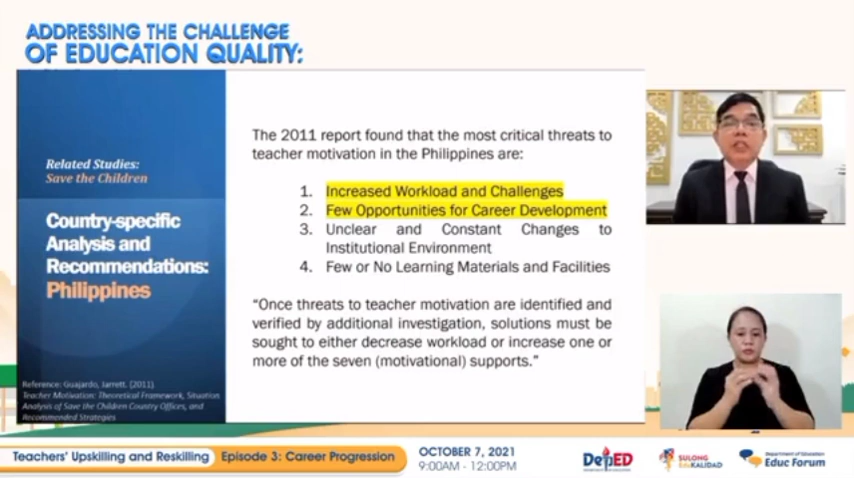 ADDRESSING THE CHALLENGE
OF EDUCATION QUALITY:
Related Studies:
Save the Children
Country-specific
Analysis and
Recommendations:
Philippines
Reference: Guajardo, Jarrett. (2011)
Teacher Motivation: Theoretical Framework, Situation
Analysis of Save the Children Country Offices, and
Recommended Strategies
The 2011 report found that the most critical threats to
teacher motivation in the Philippines are:
1. Increased Workload and Challenges
2. Few Opportunities for Career Development
3. Unclear and Constant Changes to
Institutional Environment
4. Few or No Learning Materials and Facilities
“Once threats to teacher motivation are identified and
verified by additional investigation, solutions must be
sought to either decrease workload or increase one or
more of the seven (motivational) supports.”
Teachers' Upskilling and Reskilling
Episode 3: Career Progression
OCTOBER 7, 2021
9:00AM - 12:00PM
DepED
DEPARTMENT OF EDUCATION
SULONG
EduKALIDAD
Department of Education
Educ Forum